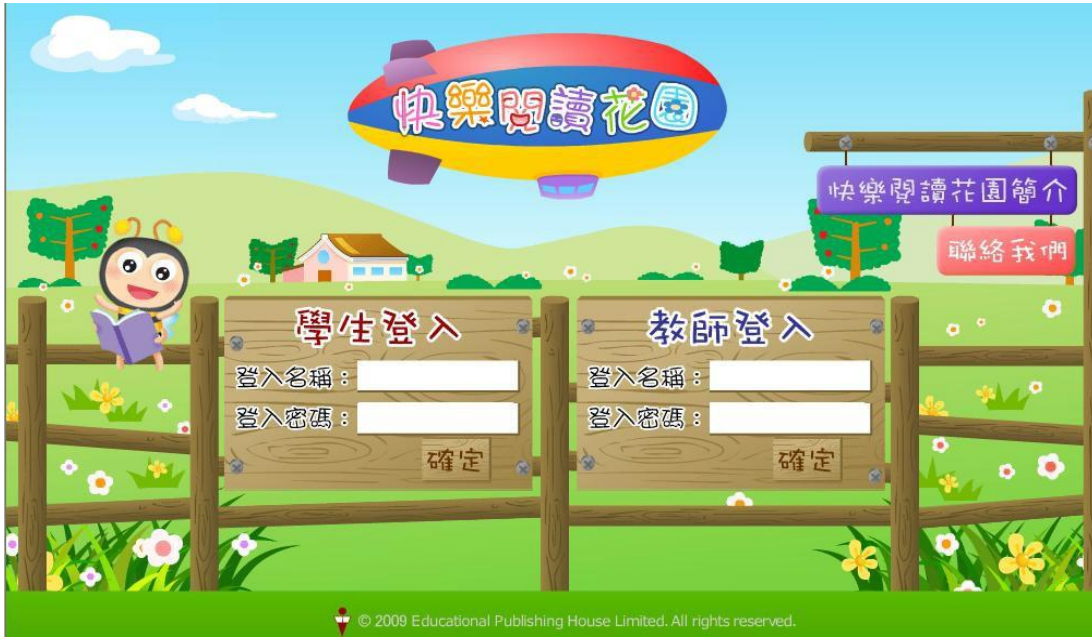 快樂閱讀花園
快樂閱讀花園簡介
聯絡我們
學生登入
登入名稱：
登入密碼：
確定
教師登入
登入名稱：
登入密碼：
確定
© 2009 Educational Publishing House Limited. All rights reserved.